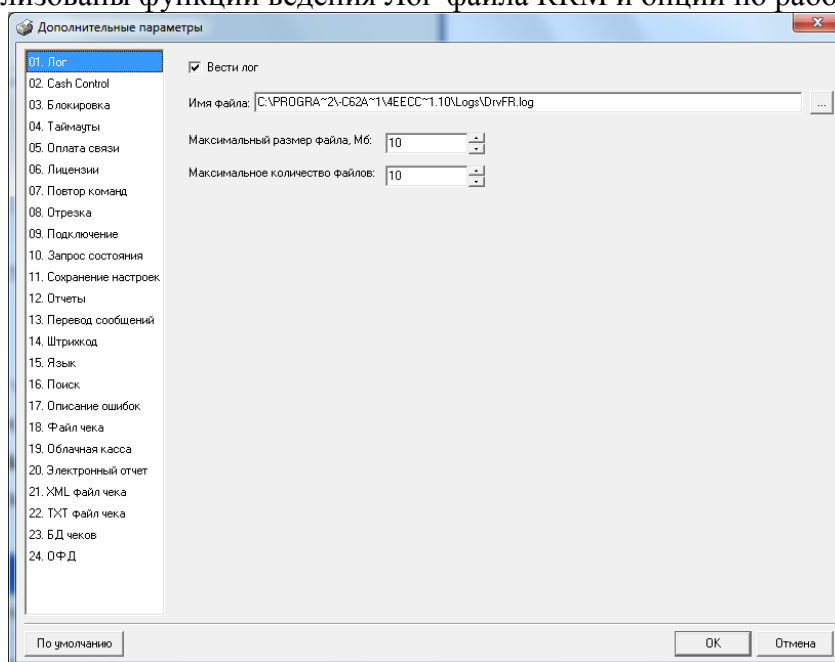 лизованы функции ведения Лог файла ККМ и опции по рабо
Дополнительные параметры
01. Лог
02. Cash Control
03. Блокировка
04. Таймауты
05. Оплата связи
06. Лицензии
07. Повтор команд
08. Отрезка
09. Подключение
10. Запрос состояния
11. Сохранение настроек
12. Отчеты
13. Перевод сообщений
14. Штрихкод
15. Язык
16. Поиск
17. Описание ошибок
18. Файл чека
19. Облачная касса
20. Электронный отчет
21. XML файл чека
22. TXT файл чека
23. БД чеков
24. ОФД
Вести лог
Имя файла: C:\PROGRA~2\-C62A~1\4EECC~1.10\Logs\DrvFR.log ...
Максимальный размер файла, Мб: 10
Максимальное количество файлов: 10
По умолчанию
OK
Отмена